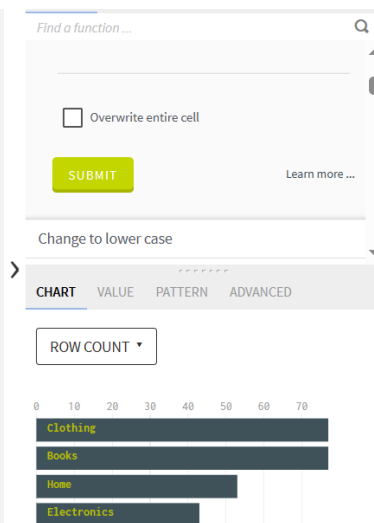 Find a function ...
Overwrite entire cell
SUBMIT
Learn more ...
Change to lower case
CHART VALUE PATTERN ADVANCED
ROW COUNT
0 10 20 30 40 50 60 70
Clothing
Books
Home
Electronics